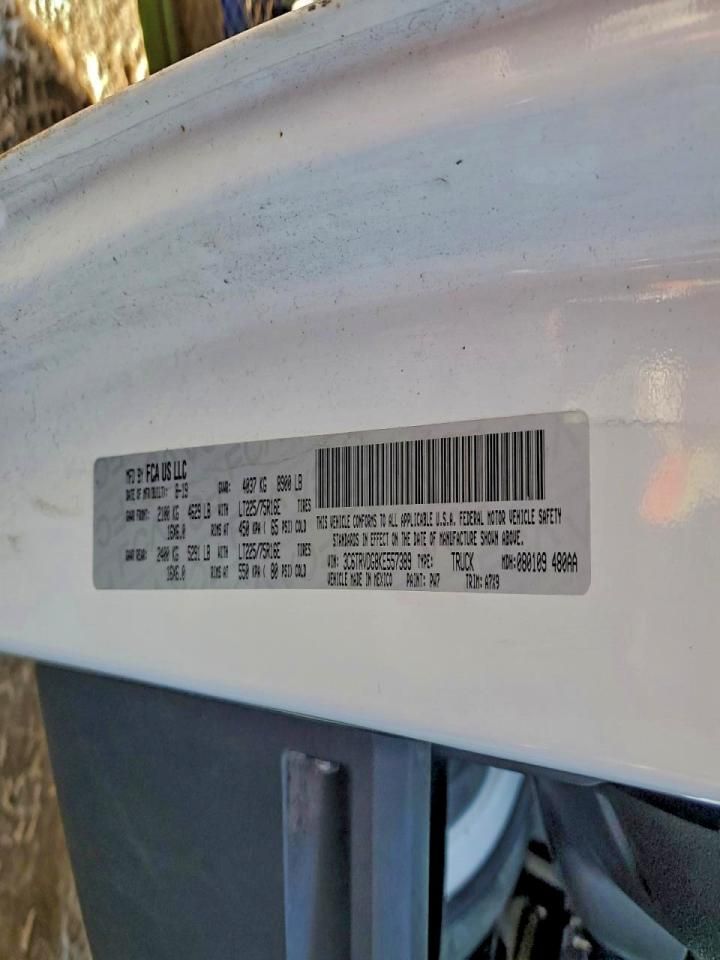 MFD BY FCA US LLC
DATE OF MFR(BUILT): 6-19 GVWR: 4037 KG 8900 LB
GAWR FRONT: 2100 KG 4629 LB WITH LT225/75R16E TIRES
16X6.0 RIMS AT 450 KPA ( 65 PSI) COLD
GAWR REAR: 2400 KG 5291 LB WITH LT225/75R16E TIRES
16X6.0 RIMS AT 550 KPA ( 80 PSI) COLD
THIS VEHICLE CONFORMS TO ALL APPLICABLE U.S.A. FEDERAL MOTOR VEHICLE SAFETY
STANDARDS IN EFFECT ON THE DATE OF MANUFACTURE SHOWN ABOVE.
VIN: 3C6TRVDG8KE557389 TYPE: TRUCK MDH: 080109 480AA
VEHICLE MADE IN MEXICO PAINT: PW7 TRIM: A7X9